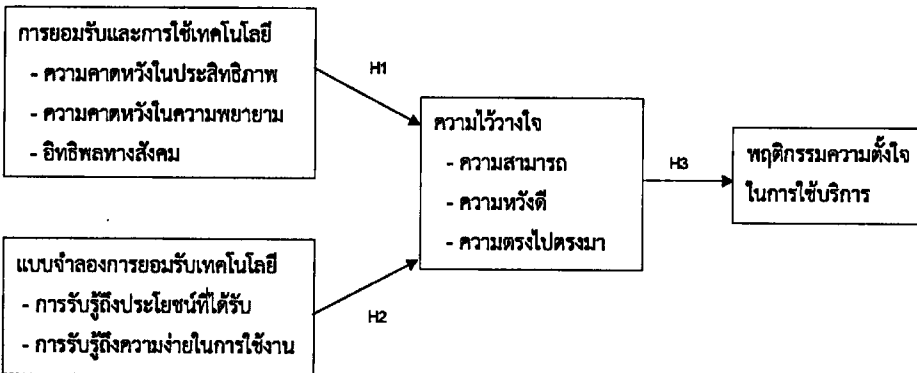 การยอมรับและการใช้เทคโนโลยี
- ความคาดหวังในประสิทธิภาพ
- ความคาดหวังในความพยายาม
- อิทธิพลทางสังคม
H1
ความไว้วางใจ
- ความสามารถ
- ความหวังดี
- ความตรงไปตรงมา
H3
พฤติกรรมความตั้งใจ
ในการใช้บริการ
แบบจำลองการยอมรับเทคโนโลยี
- การรับรู้ถึงประโยชน์ที่ได้รับ
- การรับรู้ถึงความง่ายในการใช้งาน
H2